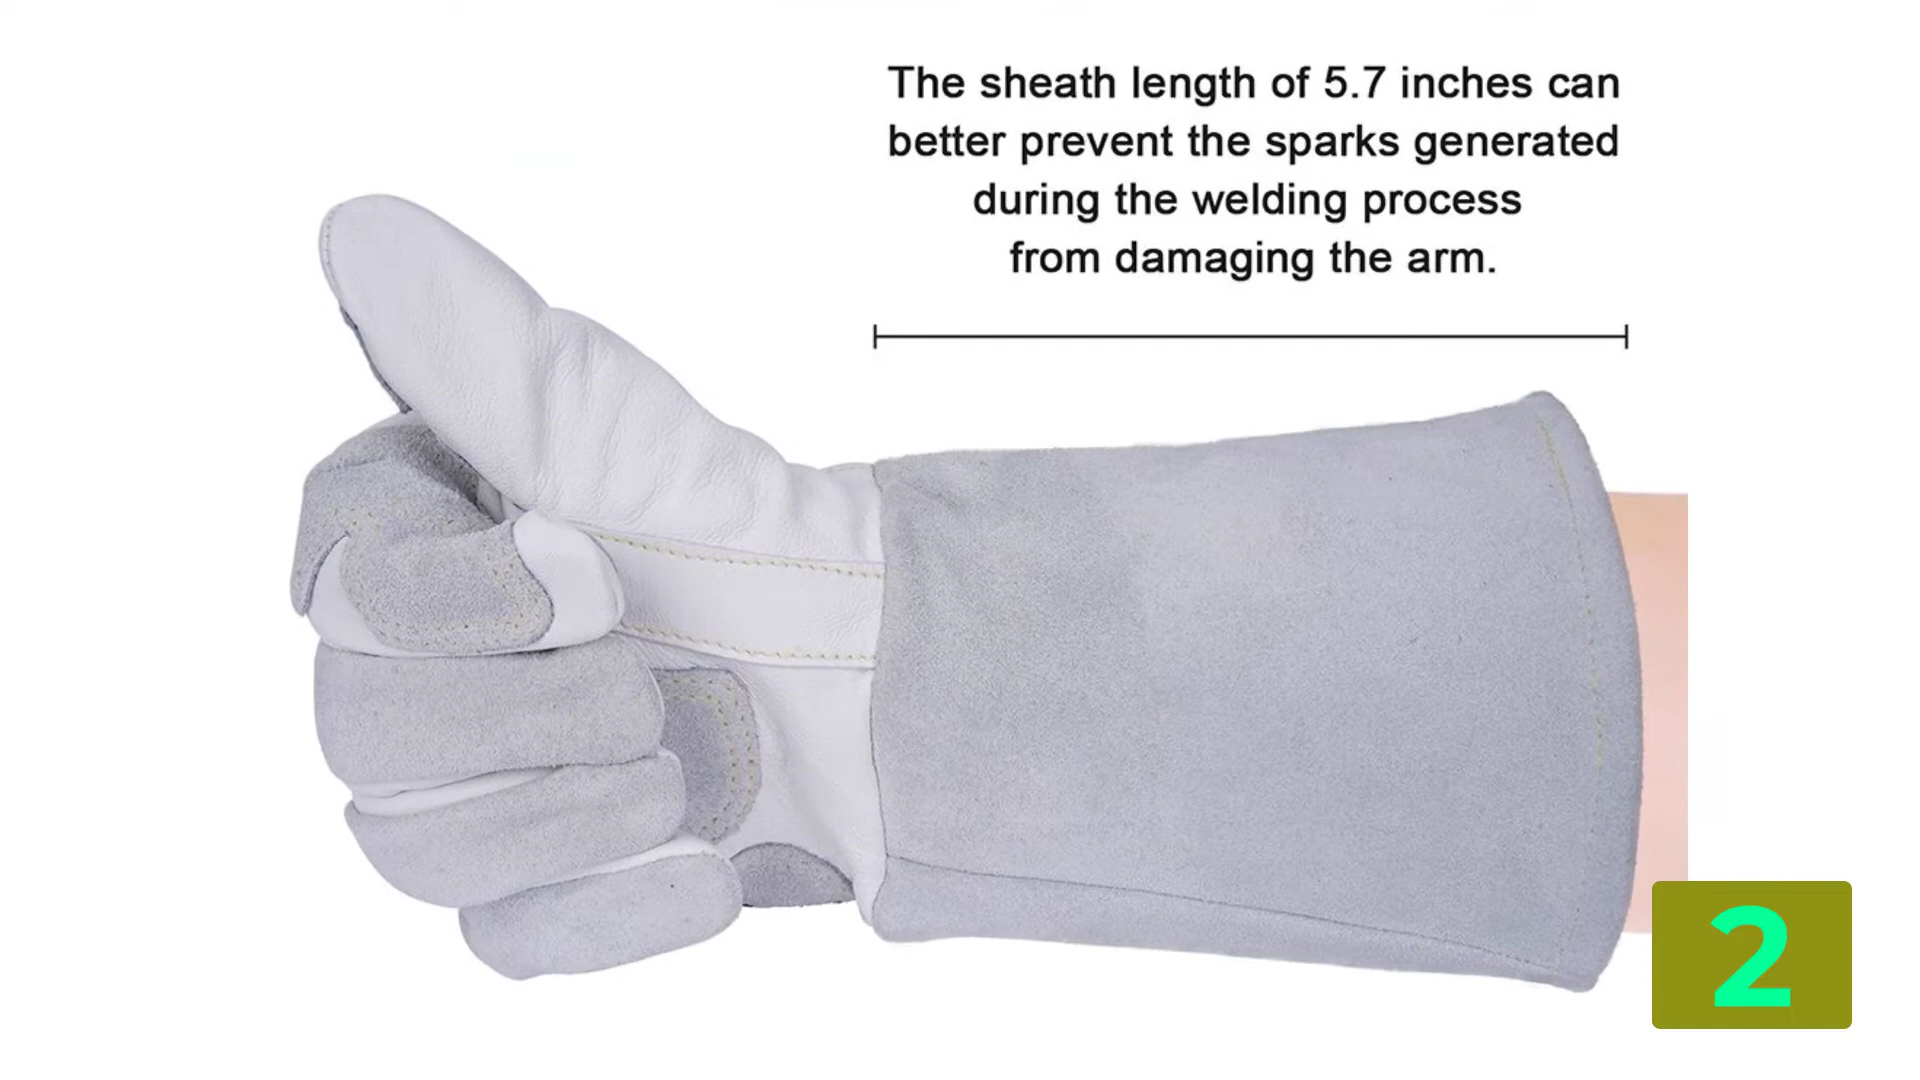 The sheath length of 5.7 inches can
better prevent the sparks generated
during the welding process
from damaging the arm.
2